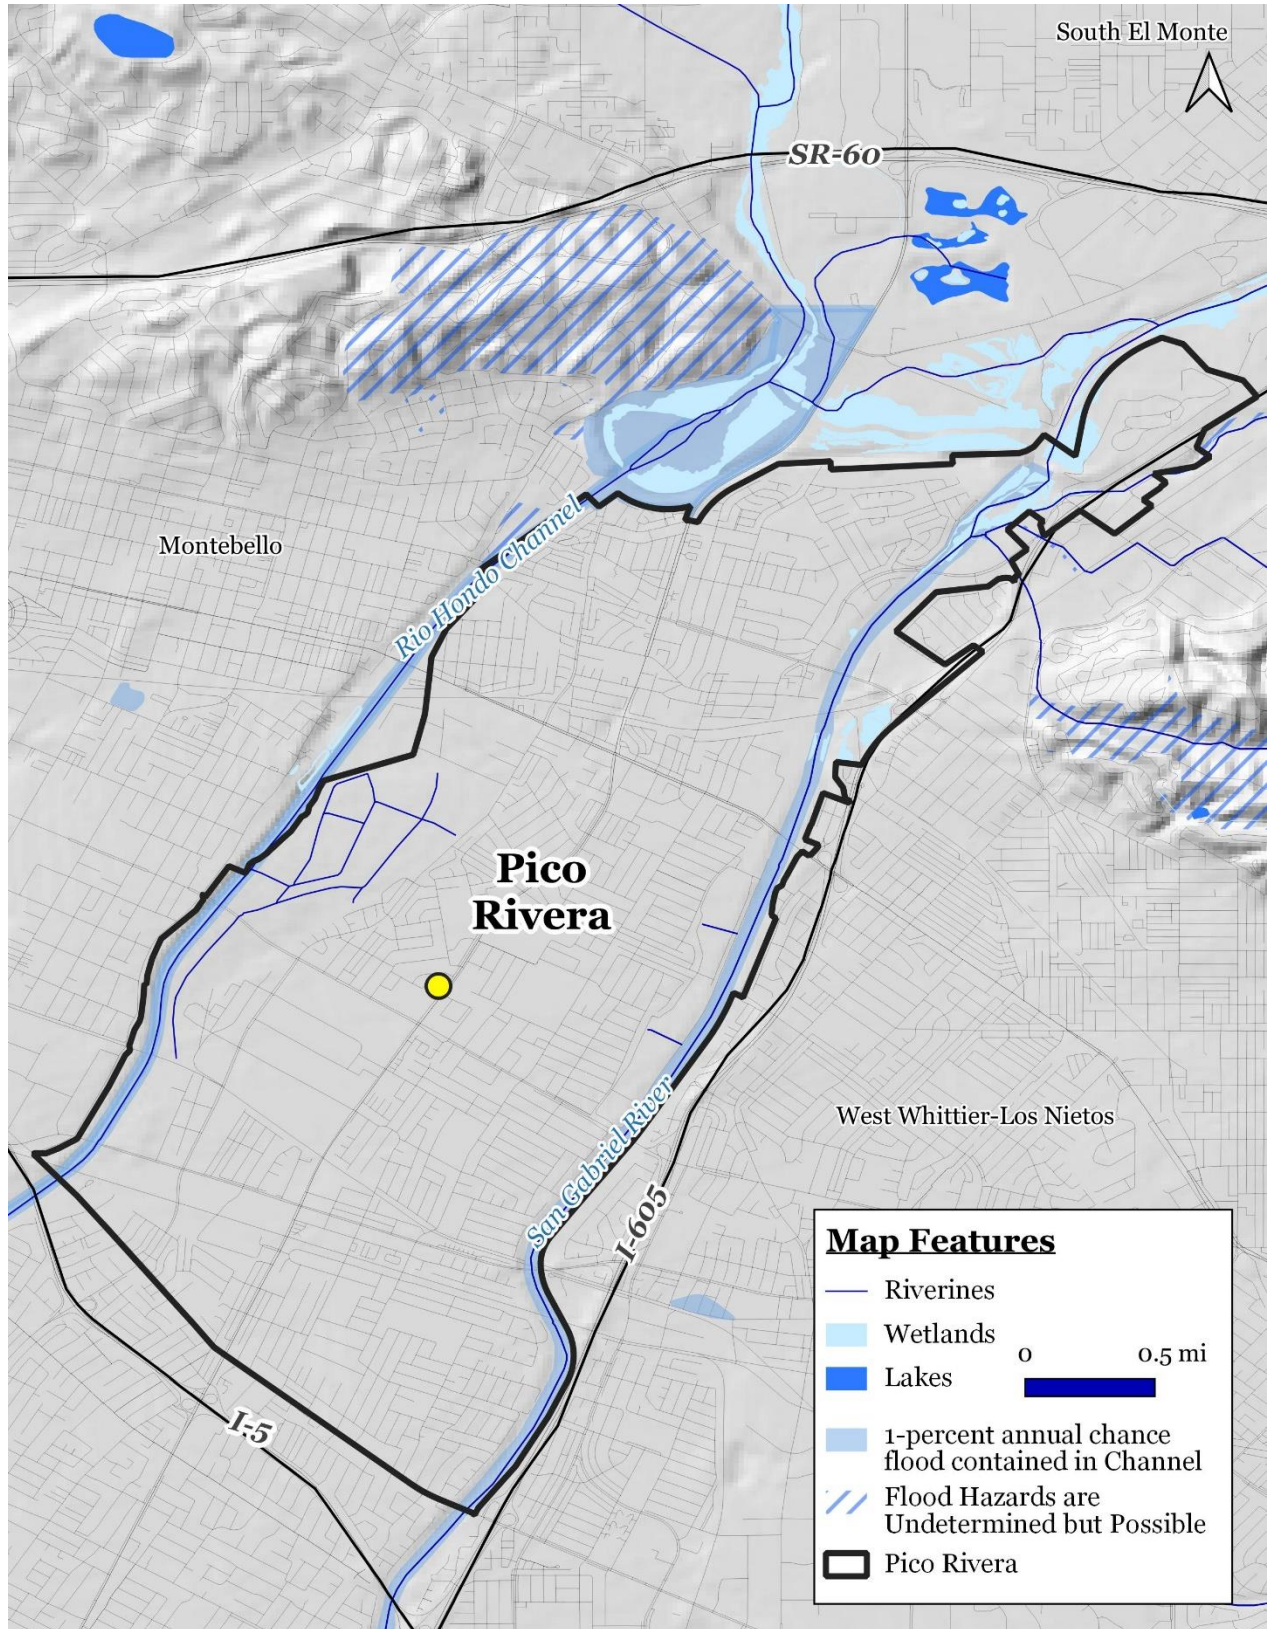 South El Monte
SR-60
Montebello
Rio Hondo Channel
Pico
Rivera
West Whittier-Los Nietos
San Gabriel River
I-605
I-5
Map Features
Riverines
Wetlands
0 0.5 mi
Lakes
1-percent annual chance
flood contained in Channel
Flood Hazards are
Undetermined but Possible
Pico Rivera